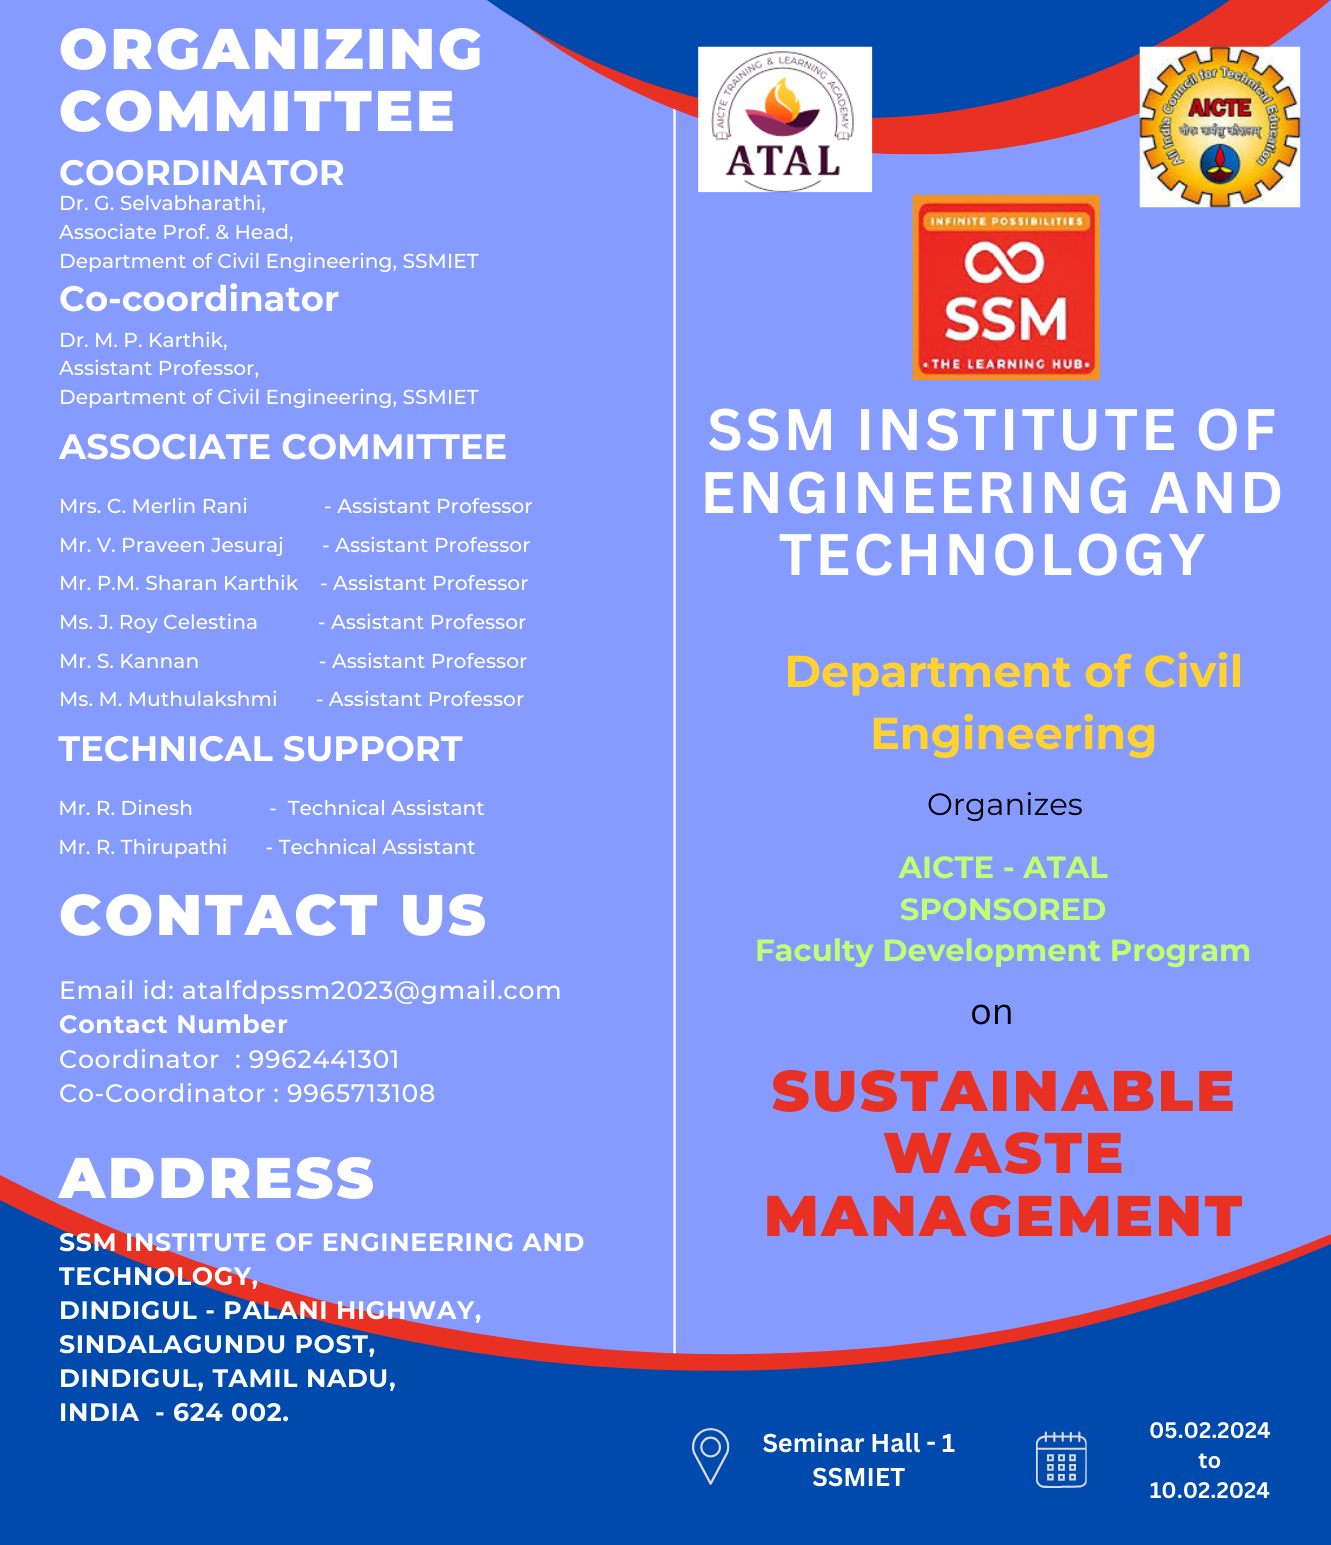 ORGANIZING
COMMITTEE
COORDINATOR
Dr. G. Selvabharathi,
Associate Prof. & Head,
Department of Civil Engineering, SSMIET
Co-coordinator
Dr. M. P. Karthik,
Assistant Professor,
Department of Civil Engineering, SSMIET
ASSOCIATE COMMITTEE
Mrs. C. Merlin Rani - Assistant Professor
Mr. V. Praveen Jesuraj - Assistant Professor
Mr. P.M. Sharan Karthik - Assistant Professor
Ms. J. Roy Celestina - Assistant Professor
Mr. S. Kannan - Assistant Professor
Ms. M. Muthulakshmi - Assistant Professor
TECHNICAL SUPPORT
Mr. R. Dinesh - Technical Assistant
Mr. R. Thirupathi - Technical Assistant
CONTACT US
Email id: atalfdpssm2023@gmail.com
Contact Number
Coordinator : 9962441301
Co-Coordinator : 9965713108
ADDRESS
SSM INSTITUTE OF ENGINEERING AND
TECHNOLOGY,
DINDIGUL - PALANI HIGHWAY,
SINDALAGUNDU POST,
DINDIGUL, TAMIL NADU,
INDIA - 624 002.
AICTE TRAINING & LEARNING ACADEMY
ATAL
All India Council for Technical Education
AICTE
योगः कर्मसु कौशलम्
INFINITE POSSIBILITIES
SSM
• THE LEARNING HUB •
SSM INSTITUTE OF
ENGINEERING AND
TECHNOLOGY
Department of Civil
Engineering
Organizes
AICTE - ATAL
SPONSORED
Faculty Development Program
on
SUSTAINABLE
WASTE
MANAGEMENT
Seminar Hall - 1
SSMIET
05.02.2024
to
10.02.2024